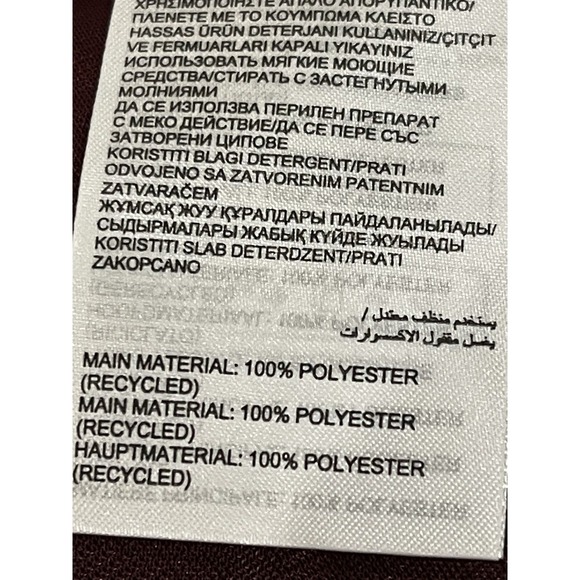 ΧΡΗΣΙΜΟΠΟΙΗΣΤΕ ΑΠΑΛΟ ΑΠΟΡΥΠΑΝΤΙΚΟ/
ΠΛΕΝΕΤΕ ΜΕ ΤΟ ΚΟΥΜΠΩΜΑ ΚΛΕΙΣΤΟ
HASSAS ÜRÜN DETERJANI KULLANINIZ/ÇITÇIT
VE FERMUARLARI KAPALI YIKAYINIZ
ИСПОЛЬЗОВАТЬ МЯГКИЕ МОЮЩИЕ
СРЕДСТВА/СТИРАТЬ С ЗАСТЕГНУТЫМИ
МОЛНИЯМИ
ДА СЕ ИЗПОЛЗВА ПЕРИЛЕН ПРЕПАРАТ
С МЕКО ДЕЙСТВИЕ/ДА СЕ ПЕРЕ СЪС
ЗАТВОРЕНИ ЦИПОВЕ
KORISTITI BLAGI DETERGENT/PRATI
ODVOJENO SA ZATVORENIM PATENTNIM
ZATVARAČEM
ЖҰМСАҚ ЖУУ ҚҰРАЛДАРЫ ПАЙДАЛАНЫЛАДЫ/
СЫДЫРМАЛАРЫ ЖАБЫҚ КҮЙДЕ ЖУЫЛАДЫ
KORISTITI SLAB DETERDZENT/PRATI
ZAKOPCANO
يستخدم منظف معتدل /
يغسل مقفول الاكسسوارات
MAIN MATERIAL: 100% POLYESTER
(RECYCLED)
MAIN MATERIAL: 100% POLYESTER
(RECYCLED)
HAUPTMATERIAL: 100% POLYESTER
(RECYCLED)